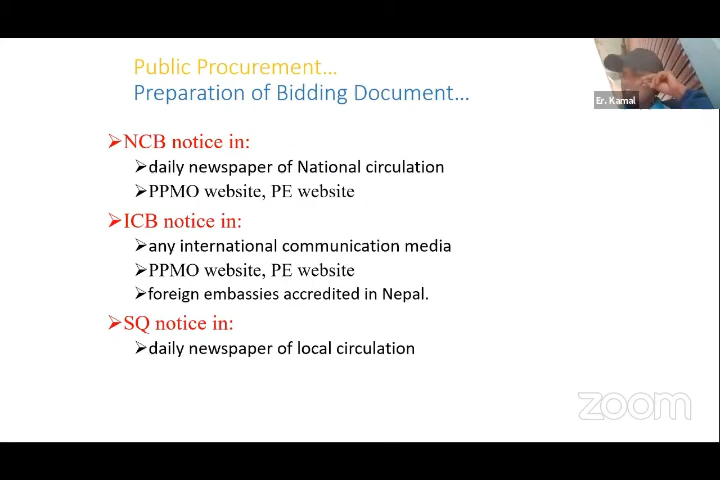 Public Procurement…
Preparation of Bidding Document…
Er. Kamal
NCB notice in:
daily newspaper of National circulation
PPMO website, PE website
ICB notice in:
any international communication media
PPMO website, PE website
foreign embassies accredited in Nepal.
SQ notice in:
daily newspaper of local circulation
zoom